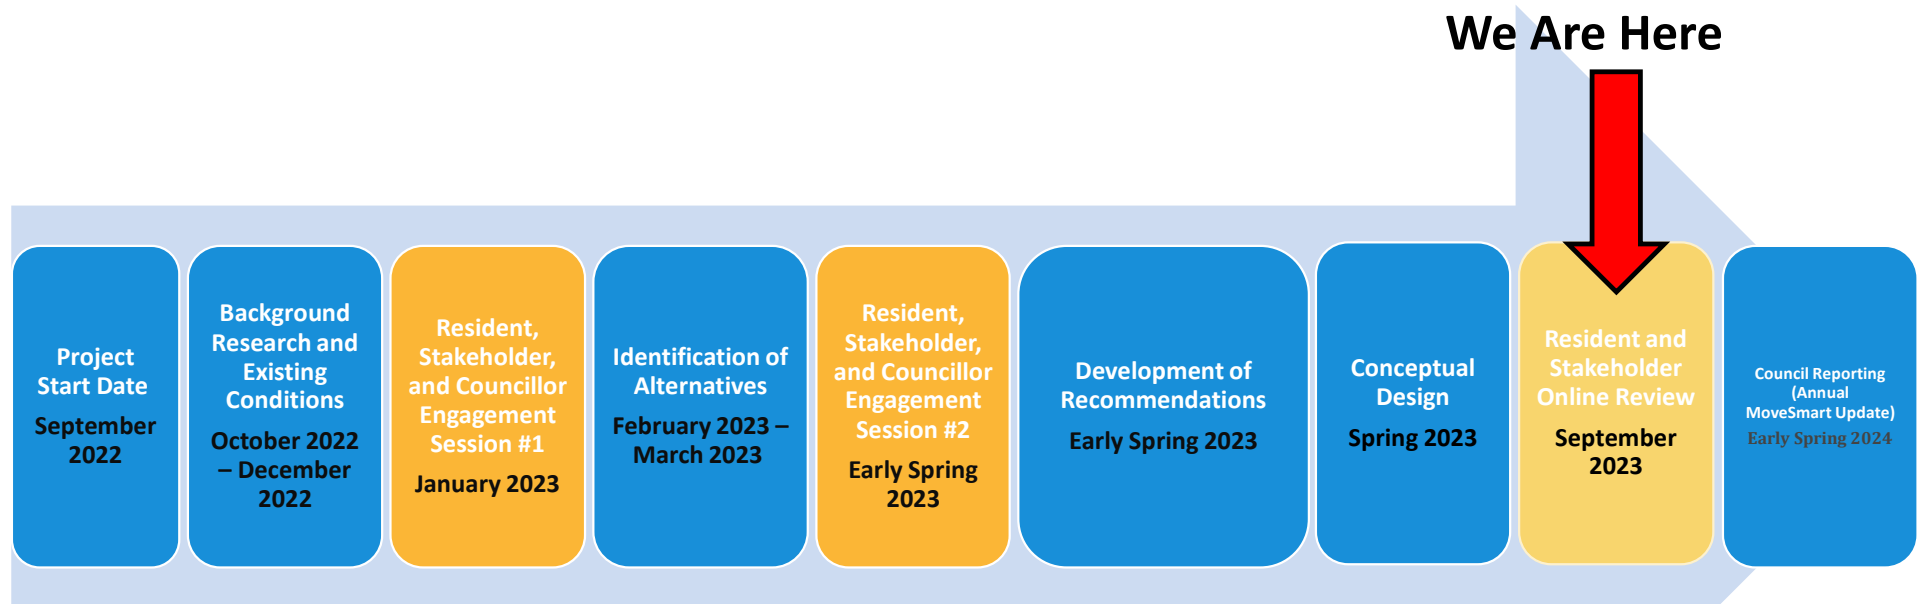 We Are Here
Project
Start Date
September
2022
Background
Research and
Existing
Conditions
October 2022
– December
2022
Resident,
Stakeholder,
and Councillor
Engagement
Session #1
January 2023
Identification of
Alternatives
February 2023 –
March 2023
Resident,
Stakeholder,
and Councillor
Engagement
Session #2
Early Spring
2023
Development of
Recommendations
Early Spring 2023
Conceptual
Design
Spring 2023
Resident and
Stakeholder
Online Review
September
2023
Council Reporting
(Annual
MoveSmart Update)
Early Spring 2024